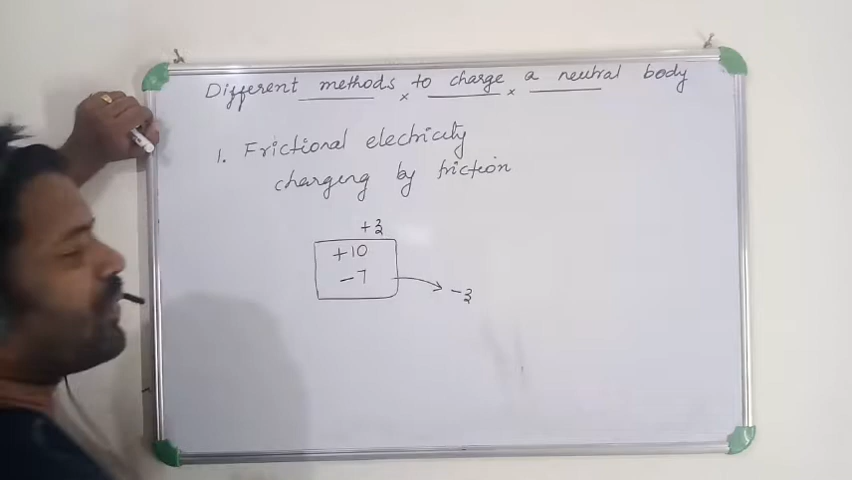 Different methods to charge a neutral body
x x
1. Frictional electricity
charging by friction
+3
+10
-7
-3